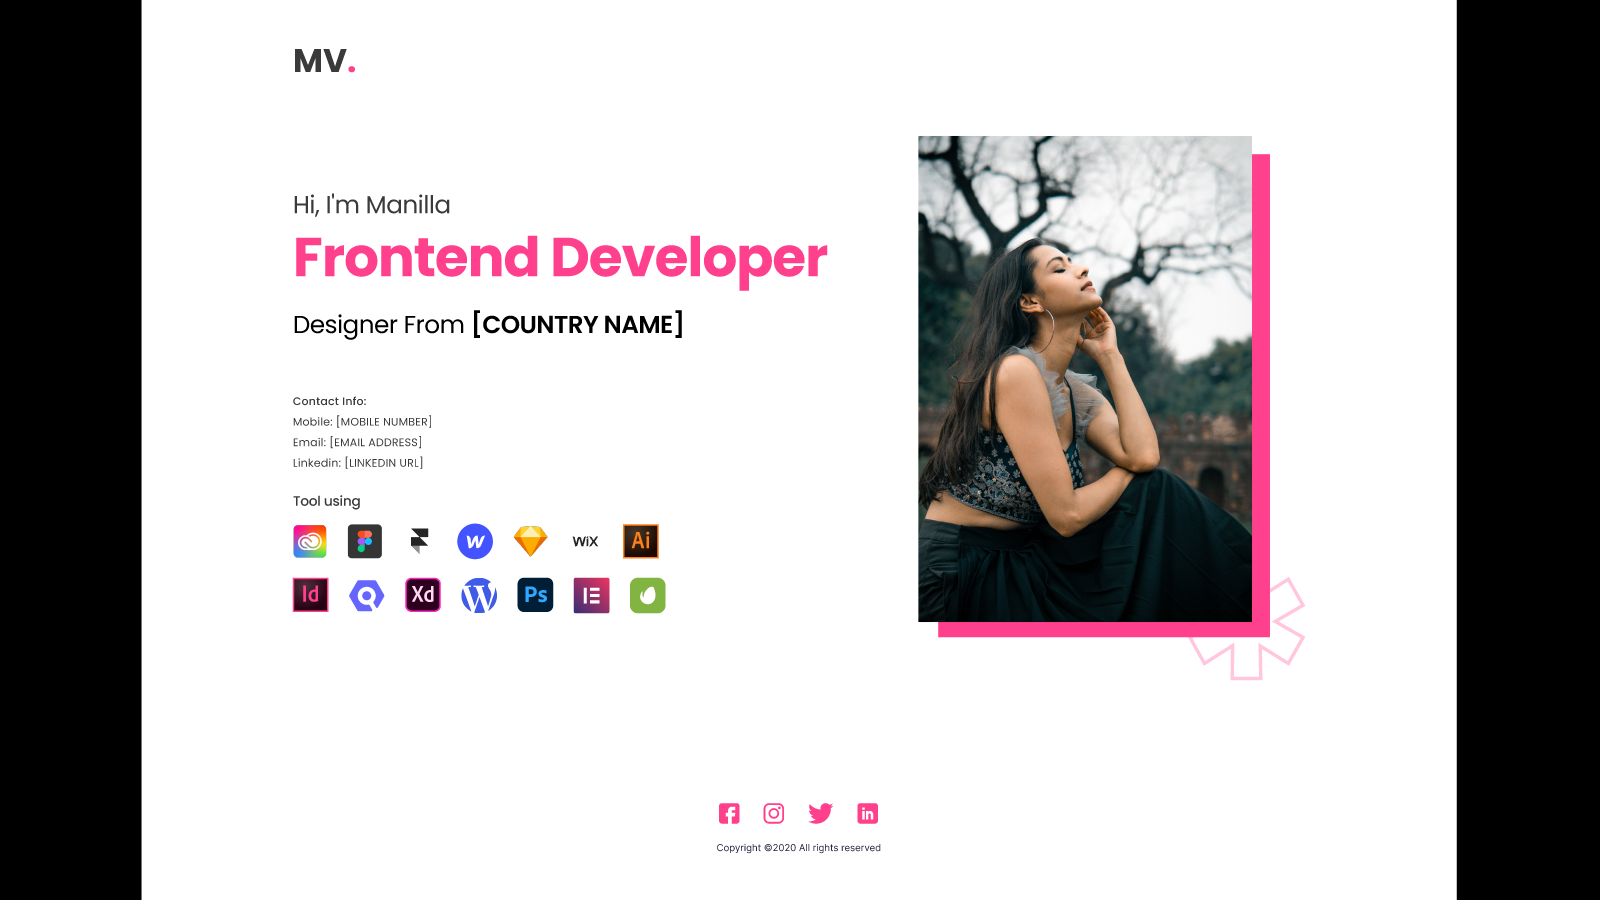 MV.
Hi, I'm Manilla
Frontend Developer
Designer From [COUNTRY NAME]
Contact Info:
Mobile: [MOBILE NUMBER]
Email: [EMAIL ADDRESS]
Linkedin: [LINKEDIN URL]
Tool using
W WiX Ai
Id Xd W Ps
in
Copyright ©2020 All rights reserved